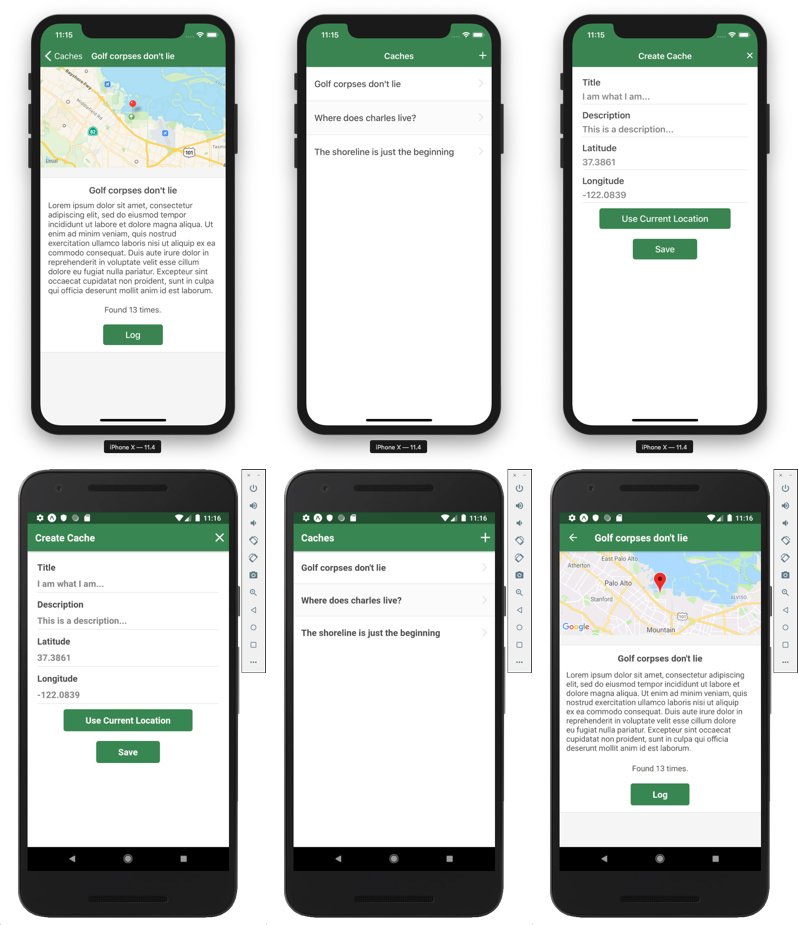 11:15
Caches Golf corpses don't lie
Bayshore Fwy
Middlefield Rd
82
101
Tasman
Legal
Golf corpses don't lie
Lorem ipsum dolor sit amet, consectetur
adipiscing elit, sed do eiusmod tempor
incididunt ut labore et dolore magna aliqua. Ut
enim ad minim veniam, quis nostrud
exercitation ullamco laboris nisi ut aliquip ex ea
commodo consequat. Duis aute irure dolor in
reprehenderit in voluptate velit esse cillum
dolore eu fugiat nulla pariatur. Excepteur sint
occaecat cupidatat non proident, sunt in culpa
qui officia deserunt mollit anim id est laborum.
Found 13 times.
Log
iPhone X — 11.4
11:15
Caches +
Golf corpses don't lie
Where does charles live?
The shoreline is just the beginning
iPhone X — 11.4
11:15
Create Cache ×
Title
I am what I am...
Description
This is a description...
Latitude
37.3861
Longitude
-122.0839
Use Current Location
Save
iPhone X — 11.4
11:16
Create Cache ×
Title
I am what I am...
Description
This is a description...
Latitude
37.3861
Longitude
-122.0839
Use Current Location
Save
11:16
Caches +
Golf corpses don't lie
Where does charles live?
The shoreline is just the beginning
11:16
Golf corpses don't lie
East Palo Alto
Atherton
Palo Alto
Stanford
ALVISO
101
Google
Mountain
Golf corpses don't lie
Lorem ipsum dolor sit amet, consectetur adipiscing
elit, sed do eiusmod tempor incididunt ut labore et
dolore magna aliqua. Ut enim ad minim veniam, quis
nostrud exercitation ullamco laboris nisi ut aliquip
ex ea commodo consequat. Duis aute irure dolor in
reprehenderit in voluptate velit esse cillum dolore
eu fugiat nulla pariatur. Excepteur sint occaecat
cupidatat non proident, sunt in culpa qui officia
deserunt mollit anim id est laborum.
Found 13 times.
Log